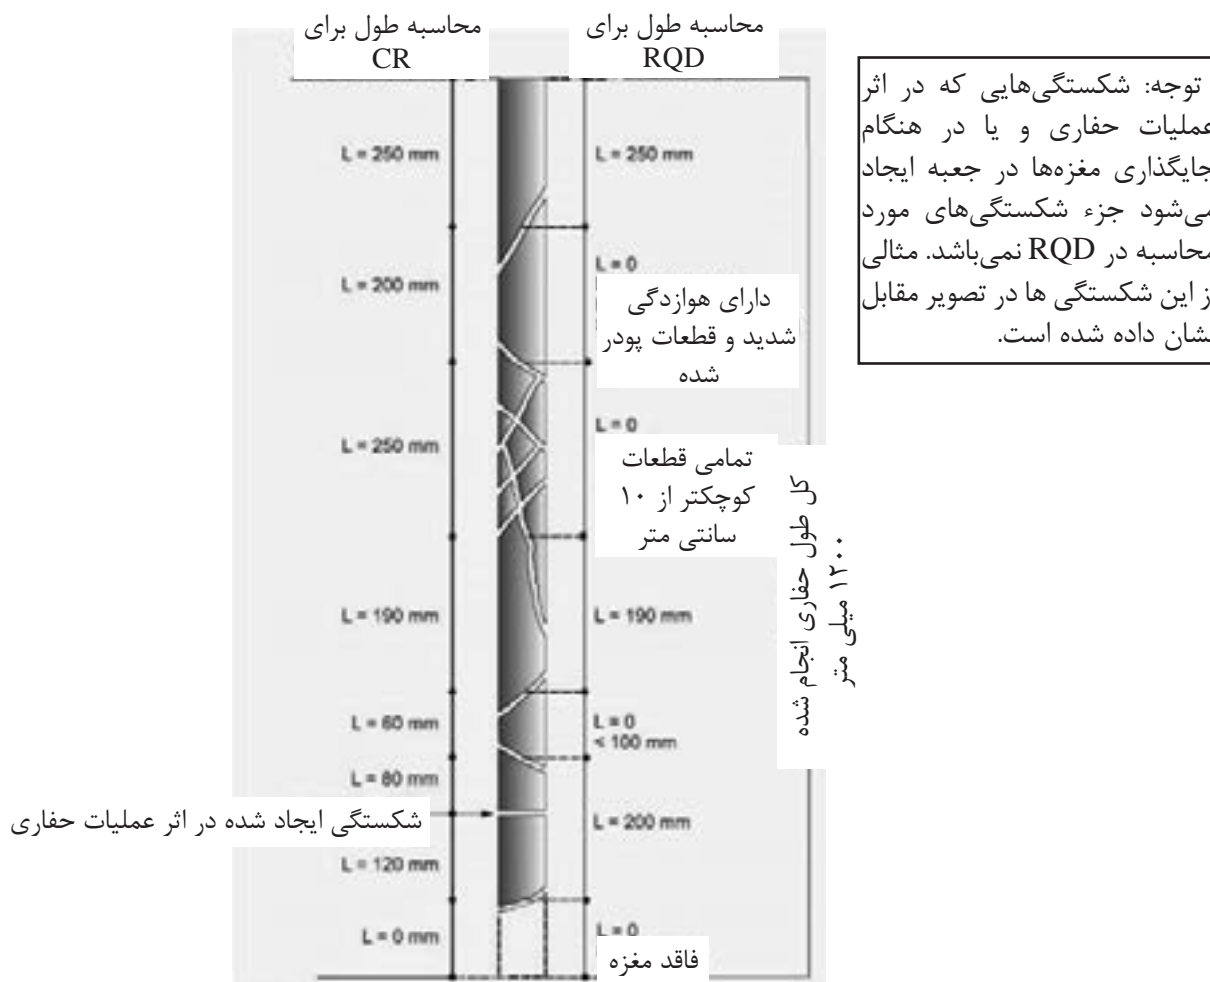 محاسبه طول برای
CR
محاسبه طول برای
RQD
توجه: شکستگی‌هایی که در اثر
عملیات حفاری و یا در هنگام
جایگذاری مغزه‌ها در جعبه ایجاد
می‌شود جزء شکستگی‌های مورد
محاسبه در RQD نمی‌باشد. مثالی
از این شکستگی ها در تصویر مقابل
نشان داده شده است.
L = 250 mm
L = 250 mm
L = 0
L = 200 mm
دارای هوازدگی
شدید و قطعات پودر
شده
L = 0
L = 250 mm
تمامی قطعات
کوچکتر از ۱۰
سانتی متر
کل طول حفاری انجام شده
۱۲۰۰ میلی متر
L = 190 mm
L = 190 mm
L = 60 mm
L = 0
< 100 mm
L = 80 mm
شکستگی ایجاد شده در اثر عملیات حفاری
L = 200 mm
L = 120 mm
L = 0 mm
L = 0
فاقد مغزه